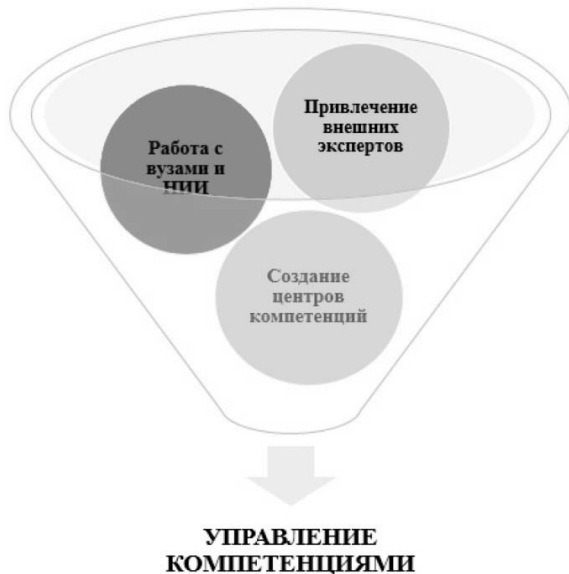 Привлечение
внешних
экспертов
Работа с
вузами и
НИИ
Создание
центров
компетенций
УПРАВЛЕНИЕ
КОМПЕТЕНЦИЯМИ